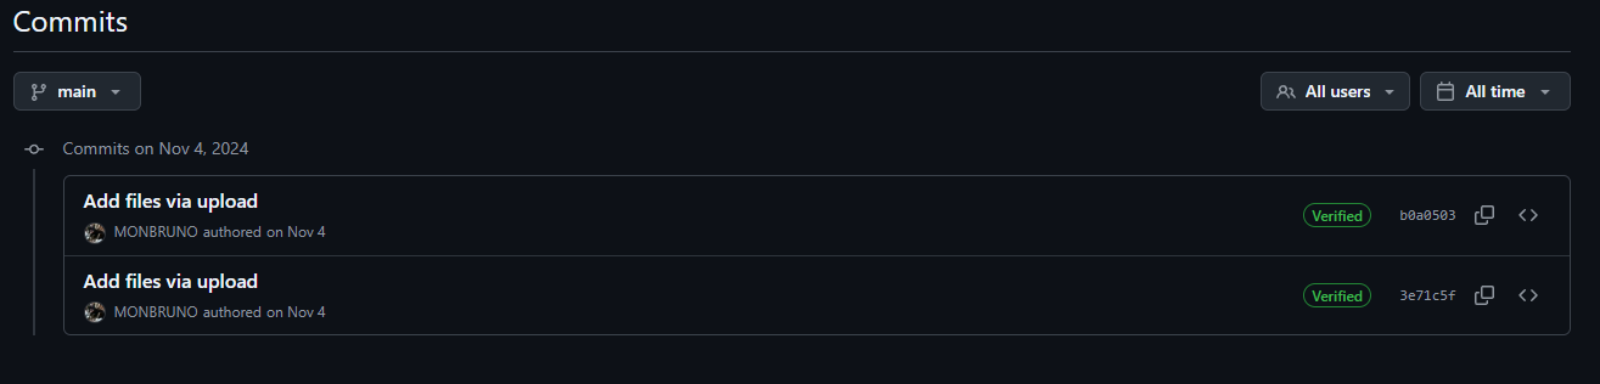 Commits
main
All users
All time
Commits on Nov 4, 2024
Add files via upload
Verified
b0a0503
MONBRUNO authored on Nov 4
Add files via upload
Verified
3e71c5f
MONBRUNO authored on Nov 4